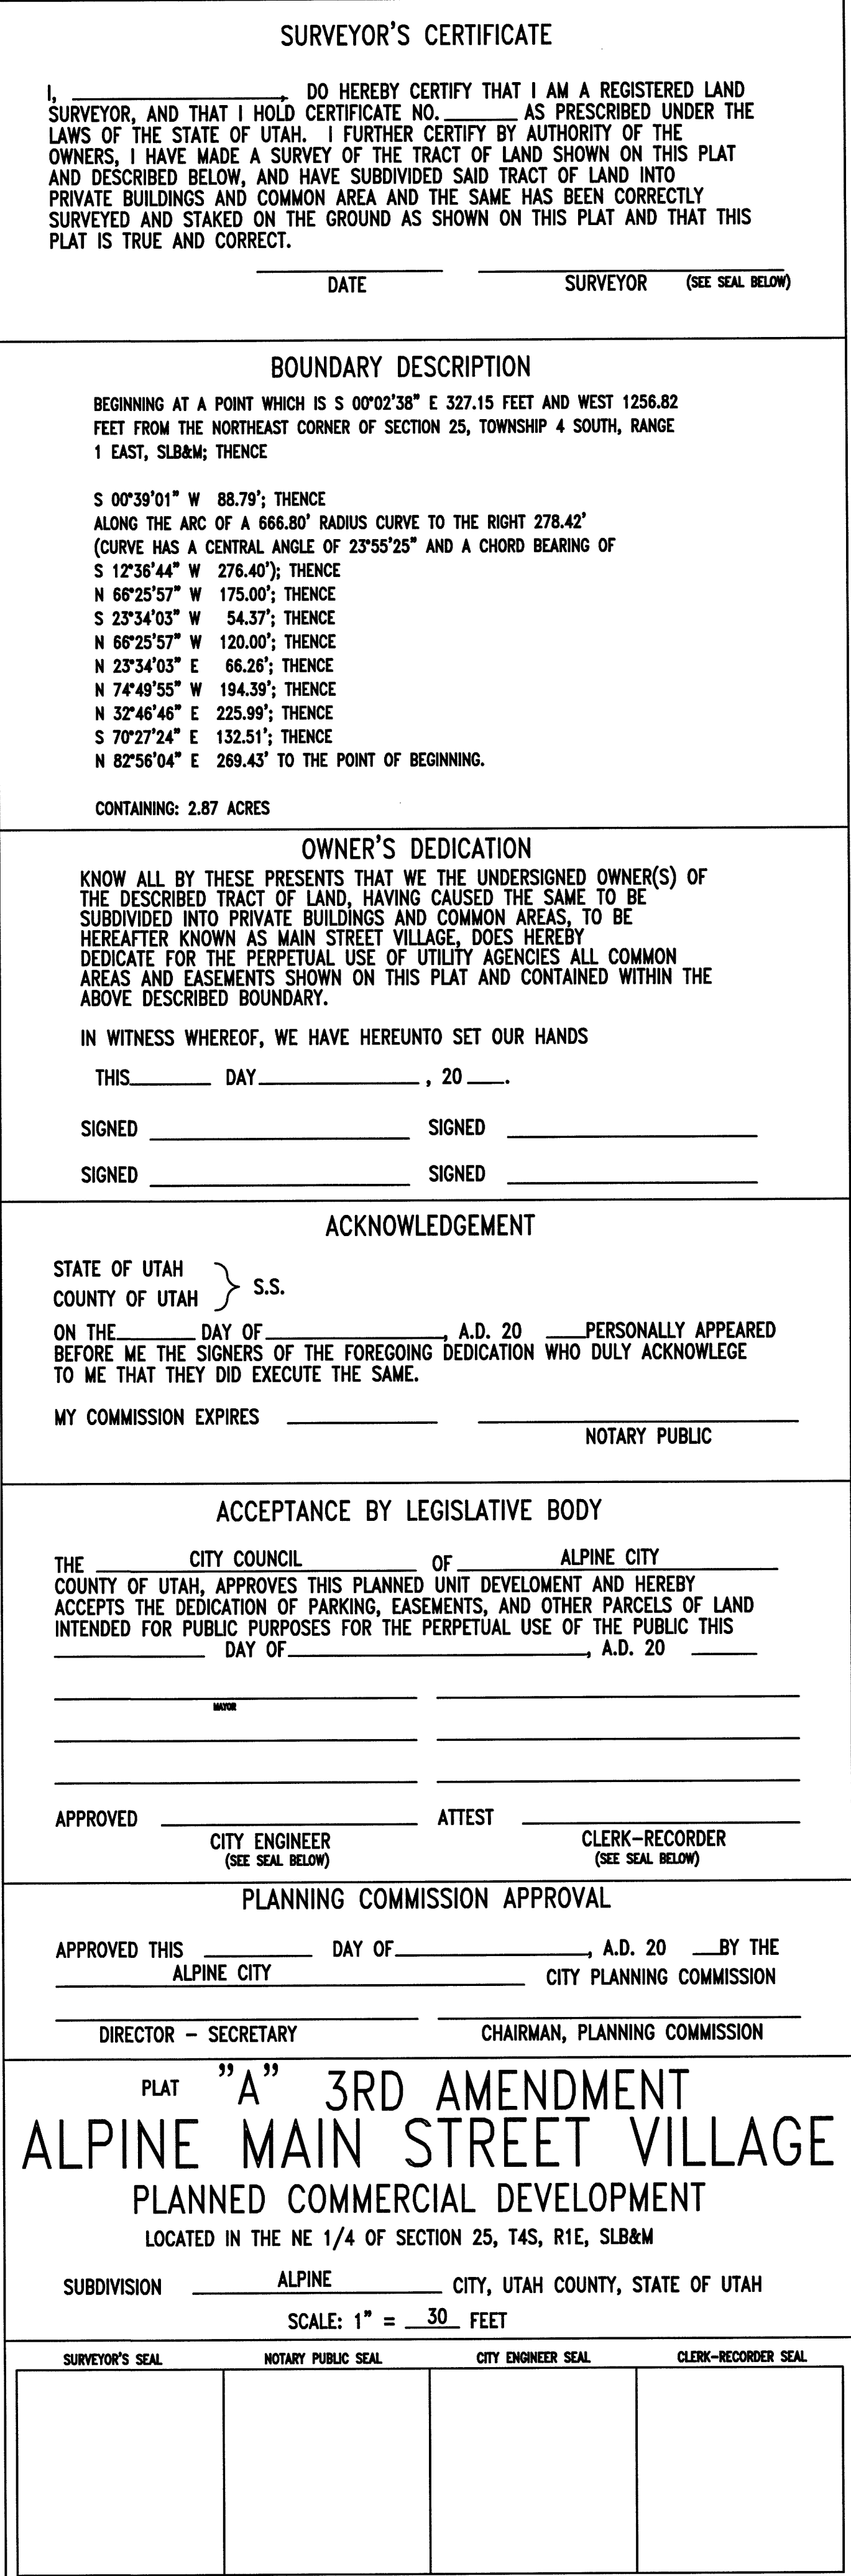 SURVEYOR'S CERTIFICATE
I, ____________, DO HEREBY CERTIFY THAT I AM A REGISTERED LAND
SURVEYOR, AND THAT I HOLD CERTIFICATE NO. ______ AS PRESCRIBED UNDER THE
LAWS OF THE STATE OF UTAH. I FURTHER CERTIFY BY AUTHORITY OF THE
OWNERS, I HAVE MADE A SURVEY OF THE TRACT OF LAND SHOWN ON THIS PLAT
AND DESCRIBED BELOW, AND HAVE SUBDIVIDED SAID TRACT OF LAND INTO
PRIVATE BUILDINGS AND COMMON AREA AND THE SAME HAS BEEN CORRECTLY
SURVEYED AND STAKED ON THE GROUND AS SHOWN ON THIS PLAT AND THAT THIS
PLAT IS TRUE AND CORRECT.
DATE SURVEYOR (SEE SEAL BELOW)
BOUNDARY DESCRIPTION
BEGINNING AT A POINT WHICH IS S 00°02'38" E 327.15 FEET AND WEST 1256.82
FEET FROM THE NORTHEAST CORNER OF SECTION 25, TOWNSHIP 4 SOUTH, RANGE
1 EAST, SLB&M; THENCE
S 00°39'01" W 88.79'; THENCE
ALONG THE ARC OF A 666.80' RADIUS CURVE TO THE RIGHT 278.42'
(CURVE HAS A CENTRAL ANGLE OF 23°55'25" AND A CHORD BEARING OF
S 12°36'44" W 276.40'); THENCE
N 66°25'57" W 175.00'; THENCE
S 23°34'03" W 54.37'; THENCE
N 66°25'57" W 120.00'; THENCE
N 23°34'03" E 66.26'; THENCE
N 74°49'55" W 194.39'; THENCE
N 32°46'46" E 225.99'; THENCE
S 70°27'24" E 132.51'; THENCE
N 82°56'04" E 269.43' TO THE POINT OF BEGINNING.
CONTAINING: 2.87 ACRES
OWNER'S DEDICATION
KNOW ALL BY THESE PRESENTS THAT WE THE UNDERSIGNED OWNER(S) OF
THE DESCRIBED TRACT OF LAND, HAVING CAUSED THE SAME TO BE
SUBDIVIDED INTO PRIVATE BUILDINGS AND COMMON AREAS, TO BE
HEREAFTER KNOWN AS MAIN STREET VILLAGE, DOES HEREBY
DEDICATE FOR THE PERPETUAL USE OF UTILITY AGENCIES ALL COMMON
AREAS AND EASEMENTS SHOWN ON THIS PLAT AND CONTAINED WITHIN THE
ABOVE DESCRIBED BOUNDARY.
IN WITNESS WHEREOF, WE HAVE HEREUNTO SET OUR HANDS
THIS______ DAY____________, 20 ___.
SIGNED ____________ SIGNED ____________
SIGNED ____________ SIGNED ____________
ACKNOWLEDGEMENT
STATE OF UTAH
COUNTY OF UTAH } S.S.
ON THE______ DAY OF____________, A.D. 20 ___PERSONALLY APPEARED
BEFORE ME THE SIGNERS OF THE FOREGOING DEDICATION WHO DULY ACKNOWLEGE
TO ME THAT THEY DID EXECUTE THE SAME.
MY COMMISSION EXPIRES ____________
NOTARY PUBLIC
ACCEPTANCE BY LEGISLATIVE BODY
THE CITY COUNCIL OF ALPINE CITY
COUNTY OF UTAH, APPROVES THIS PLANNED UNIT DEVELOMENT AND HEREBY
ACCEPTS THE DEDICATION OF PARKING, EASEMENTS, AND OTHER PARCELS OF LAND
INTENDED FOR PUBLIC PURPOSES FOR THE PERPETUAL USE OF THE PUBLIC THIS
____________ DAY OF____________, A.D. 20 ____
MAYOR
APPROVED ____________ ATTEST ____________
CITY ENGINEER CLERK-RECORDER
(SEE SEAL BELOW) (SEE SEAL BELOW)
PLANNING COMMISSION APPROVAL
APPROVED THIS ________ DAY OF____________, A.D. 20 ___BY THE
ALPINE CITY CITY PLANNING COMMISSION
DIRECTOR - SECRETARY CHAIRMAN, PLANNING COMMISSION
PLAT "A" 3RD AMENDMENT
ALPINE MAIN STREET VILLAGE
PLANNED COMMERCIAL DEVELOPMENT
LOCATED IN THE NE 1/4 OF SECTION 25, T4S, R1E, SLB&M
SUBDIVISION ALPINE CITY, UTAH COUNTY, STATE OF UTAH
SCALE: 1" = 30 FEET
SURVEYOR'S SEAL NOTARY PUBLIC SEAL CITY ENGINEER SEAL CLERK-RECORDER SEAL